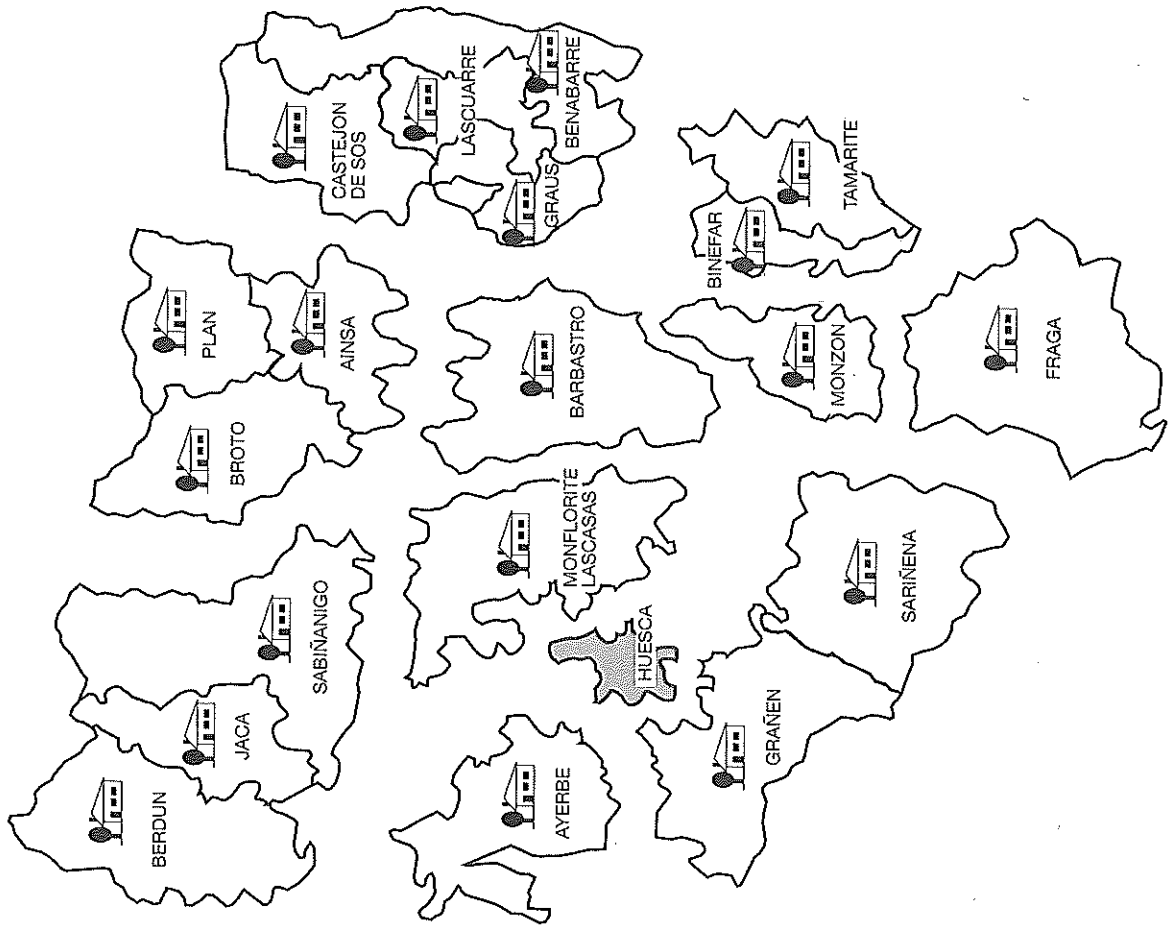 BERDUN
JACA
SABIÑANIGO
BROTO
PLAN
AINSA
CASTEJON
DE SOS
LASCUARRE
GRAUS
BENABARRE
AYERBE
HUESCA
MONFLORITE
LASCASAS
BARBASTRO
BINEFAR
TAMARITE
MONZON
GRAÑEN
SARIÑENA
FRAGA